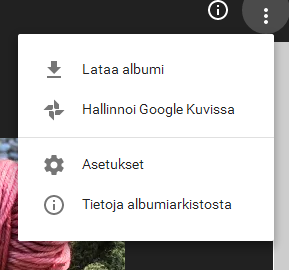 Lataa albumi
Hallinnoi Google Kuvissa
Asetukset
Tietoja albumiarkistosta